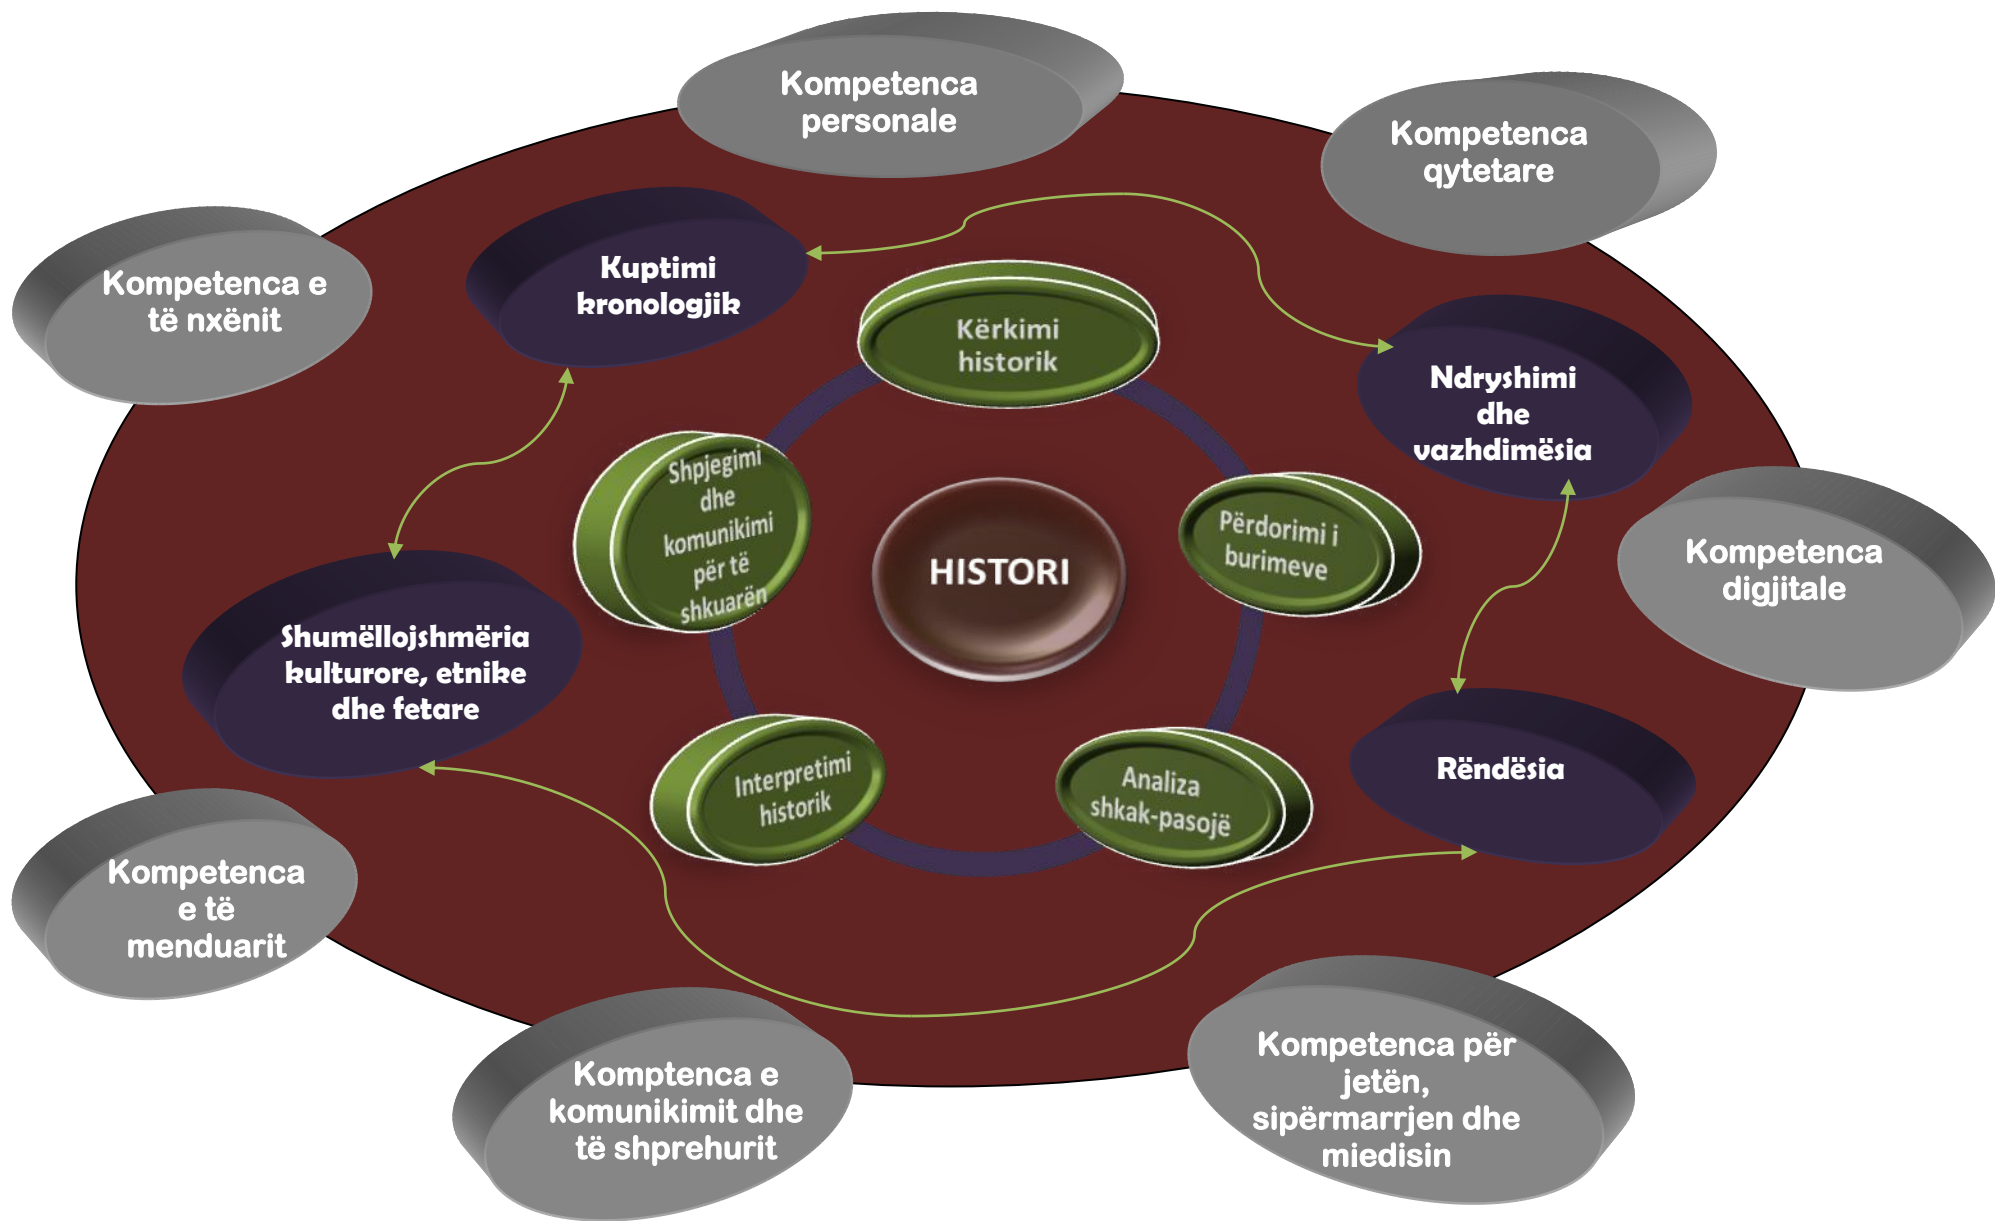 Kompetenca
personale
Kompetenca
qytetare
Kompetenca e
të nxënit
Kuptimi
kronologjik
Kërkimi
historik
Ndryshimi
dhe
vazhdimësia
Shpjegimi
dhe
komunikimi
për të
shkuarën
HISTORI
Përdorimi i
burimeve
Kompetenca
digjitale
Shumëllojshmëria
kulturore, etnike
dhe fetare
Interpretimi
historik
Analiza
shkak-pasojë
Rëndësia
Kompetenca
e të
menduarit
Komptenca e
komunikimit dhe
të shprehurit
Kompetenca për
jetën,
sipërmarrjen dhe
miedisin